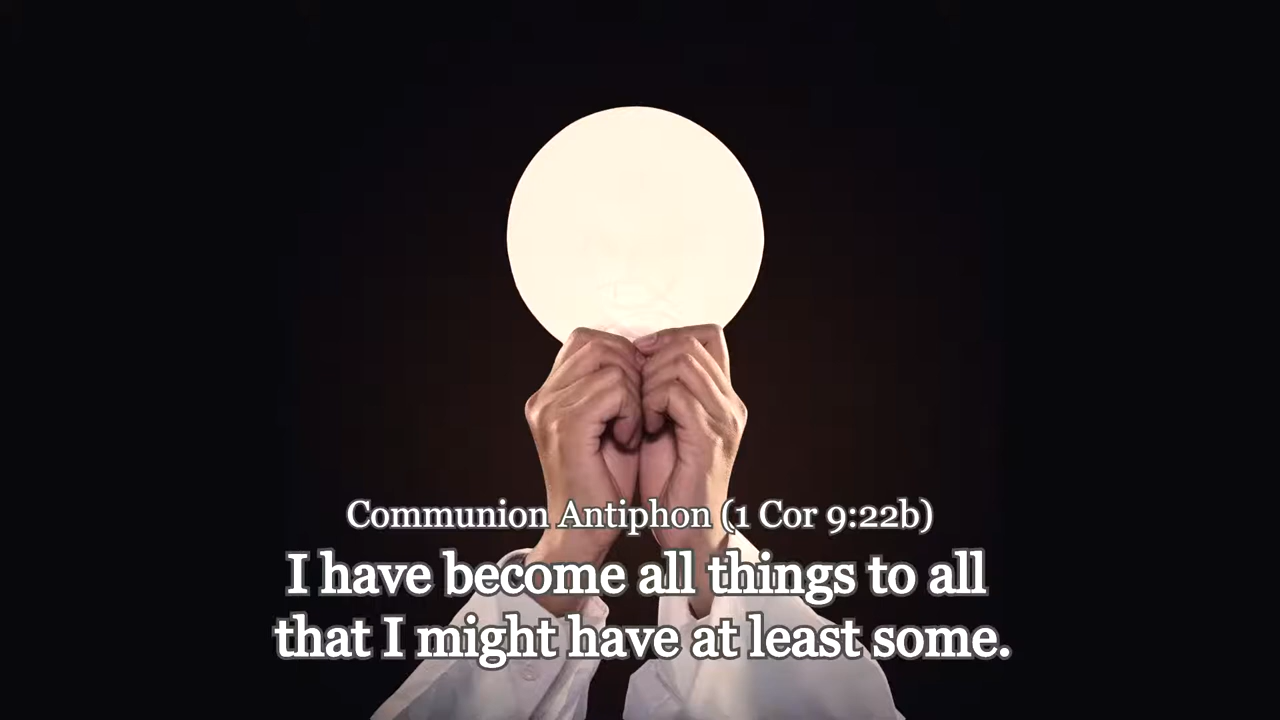 Communion Antiphon (1 Cor 9:22b)
I have become all things to all
that I might have at least some.